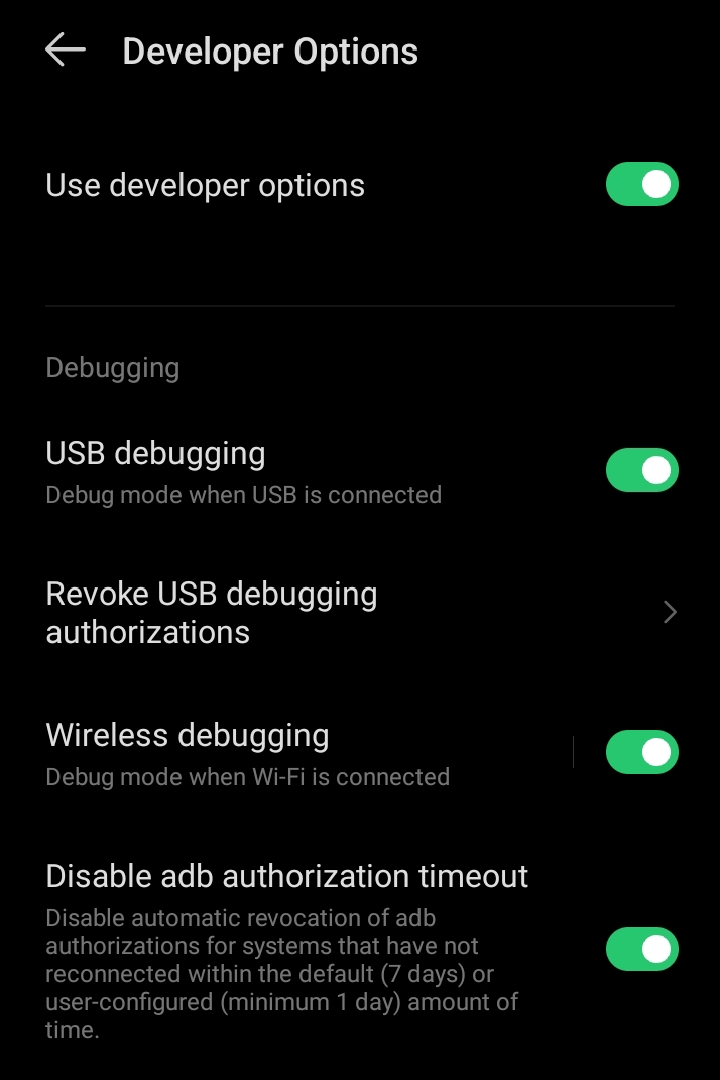 Developer Options
Use developer options
Debugging
USB debugging
Debug mode when USB is connected
Revoke USB debugging
authorizations
Wireless debugging
Debug mode when Wi-Fi is connected
Disable adb authorization timeout
Disable automatic revocation of adb
authorizations for systems that have not
reconnected within the default (7 days) or
user-configured (minimum 1 day) amount of
time.